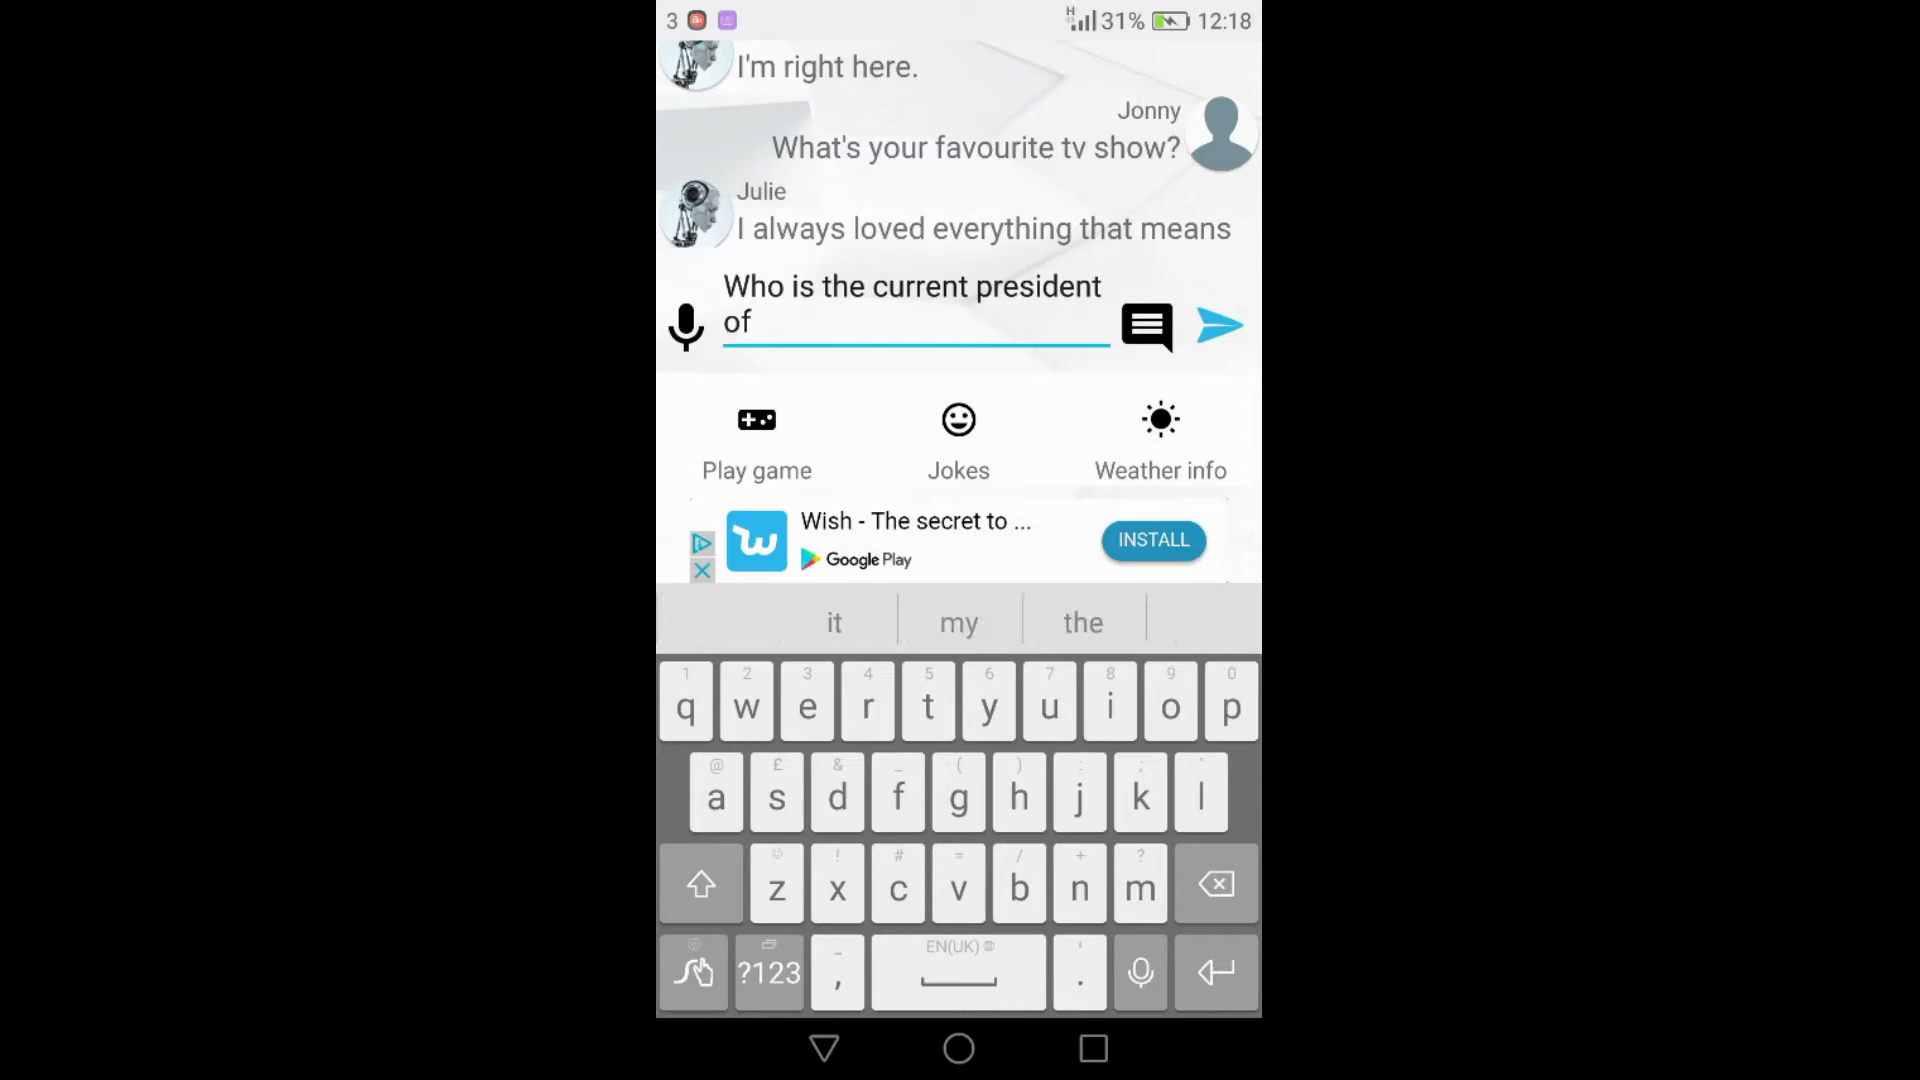 3 31% 12:18
H
I'm right here.
Jonny
What's your favourite tv show?
Julie
I always loved everything that means
Who is the current president
of
Play game Jokes Weather info
Wish - The secret to ...
Google Play
INSTALL
it my the
1 2 3 4 5 6 7 8 9 0
q w e r t y u i o p
@ £ & _ ( ) : ; '
a s d f g h j k l
! # = / + ?
z x c v b n m
EN(UK)
?123 , .